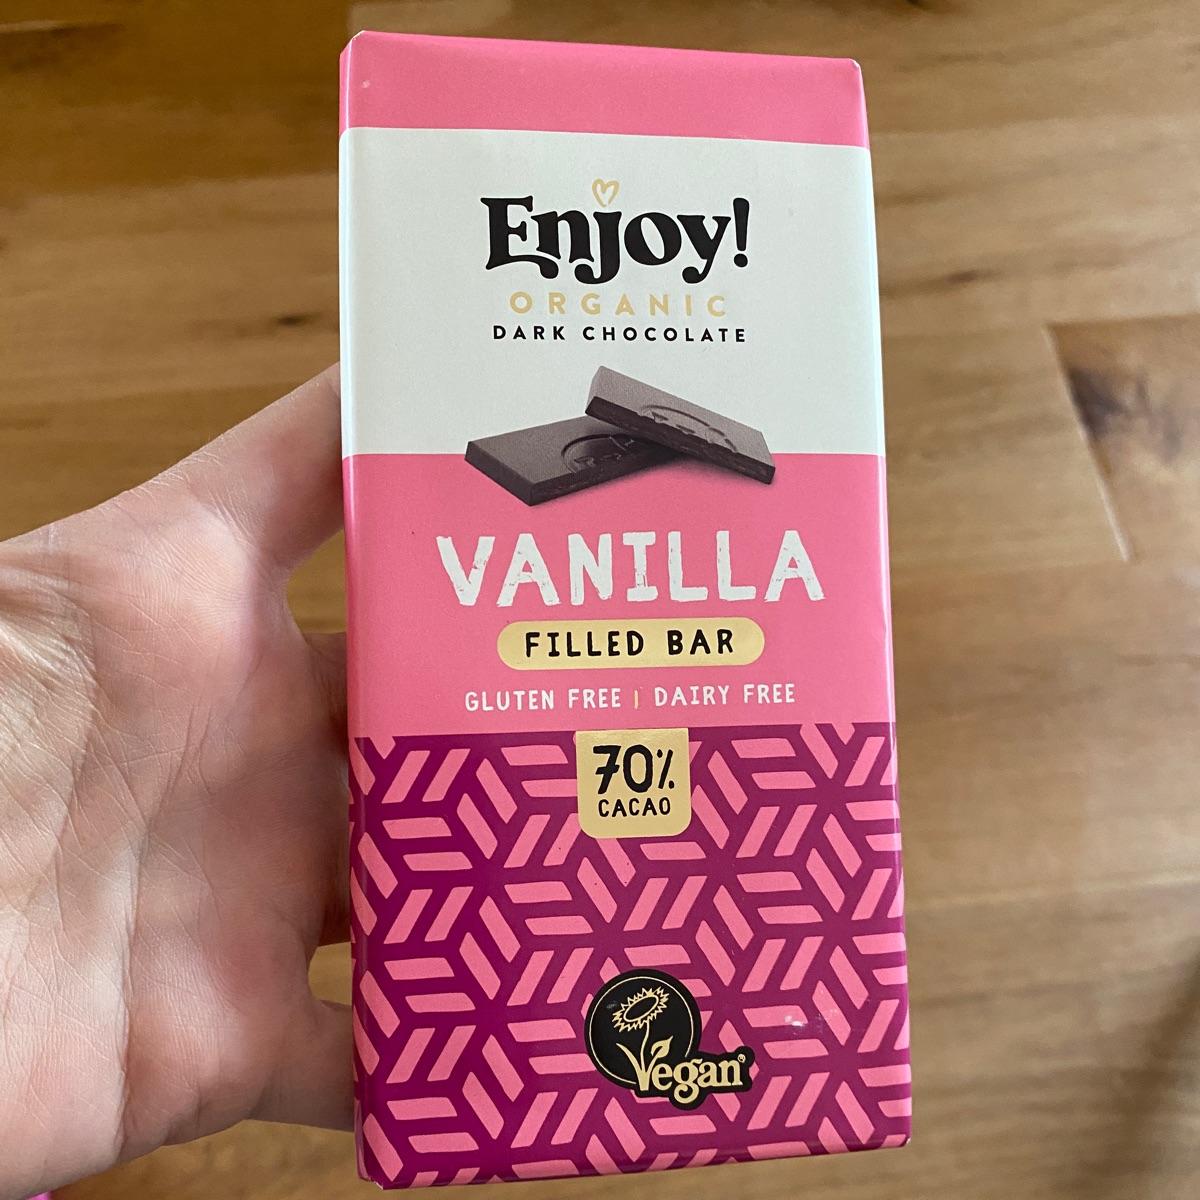 Enjoy!
ORGANIC
DARK CHOCOLATE
VANILLA
FILLED BAR
GLUTEN FREE | DAIRY FREE
70%
CACAO
Vegan